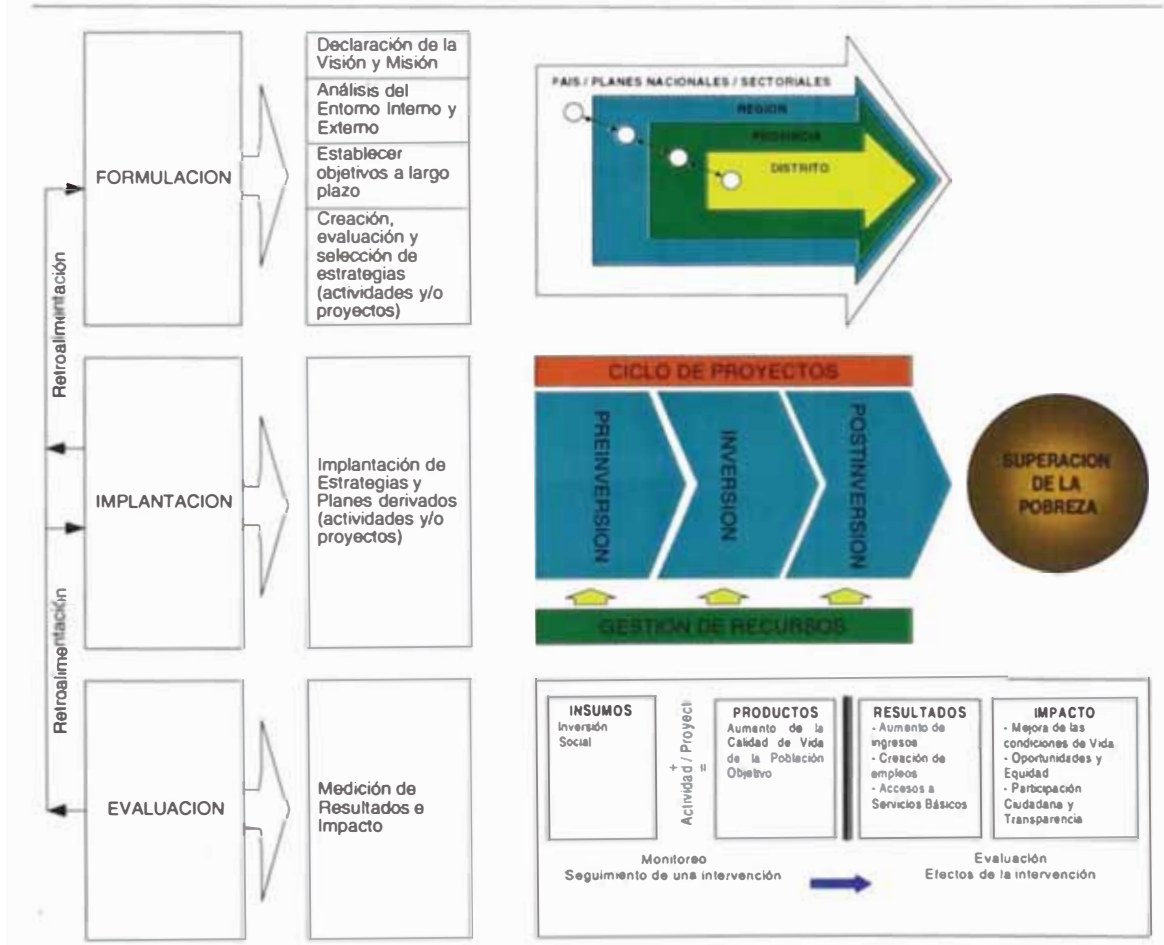 FORMULACION
Declaración de la
Visión y Misión
Análisis del
Entorno Interno y
Externo
Establecer
objetivos a largo
plazo
Creación,
evaluación y
selección de
estrategias
(actividades y/o
proyectos)
PAIS / PLANES NACIONALES / SECTORIALES
REGION
PROVINCIA
DISTRITO
Retroalimentación
IMPLANTACION
Implantación de
Estrategias y
Planes derivados
(actividades y/o
proyectos)
CICLO DE PROYECTOS
PREINVERSION
INVERSION
POSTINVERSION
GESTION DE RECURSOS
SUPERACION
DE LA
POBREZA
Retroalimentación
EVALUACION
Medición de
Resultados e
Impacto
INSUMOS
Inversión
Social
+
Actividad / Proyect
=
PRODUCTOS
Aumento de la
Calidad de Vida
de la Población
Objetivo
RESULTADOS
- Aumento de
ingresos
- Creación de
empleos
- Accesos a
Servicios Básicos
IMPACTO
- Mejora de las
condiciones de Vida
- Oportunidades y
Equidad
- Participación
Ciudadana y
Transparencia
Monitoreo
Seguimiento de una intervención
Evaluación
Efectos de la intervención